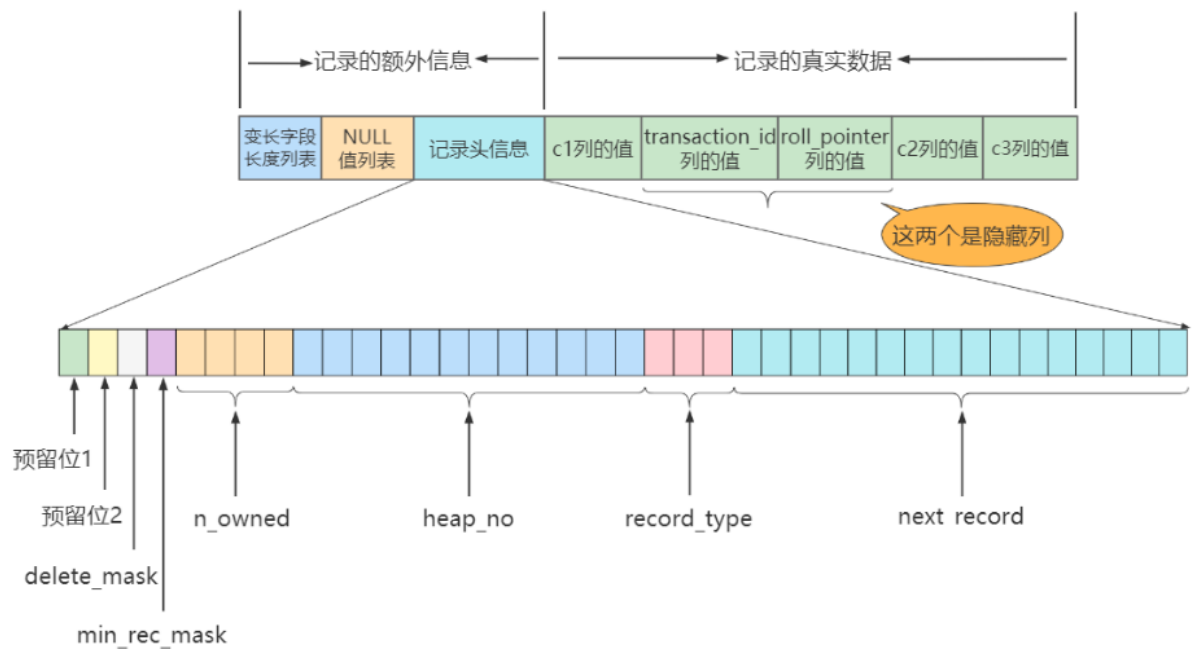 记录的额外信息
记录的真实数据
变长字段
长度列表
NULL
值列表
记录头信息
c1列的值
transaction_id
列的值
roll_pointer
列的值
c2列的值
c3列的值
这两个是隐藏列
预留位1
预留位2
delete_mask
min_rec_mask
n_owned
heap_no
record_type
next record